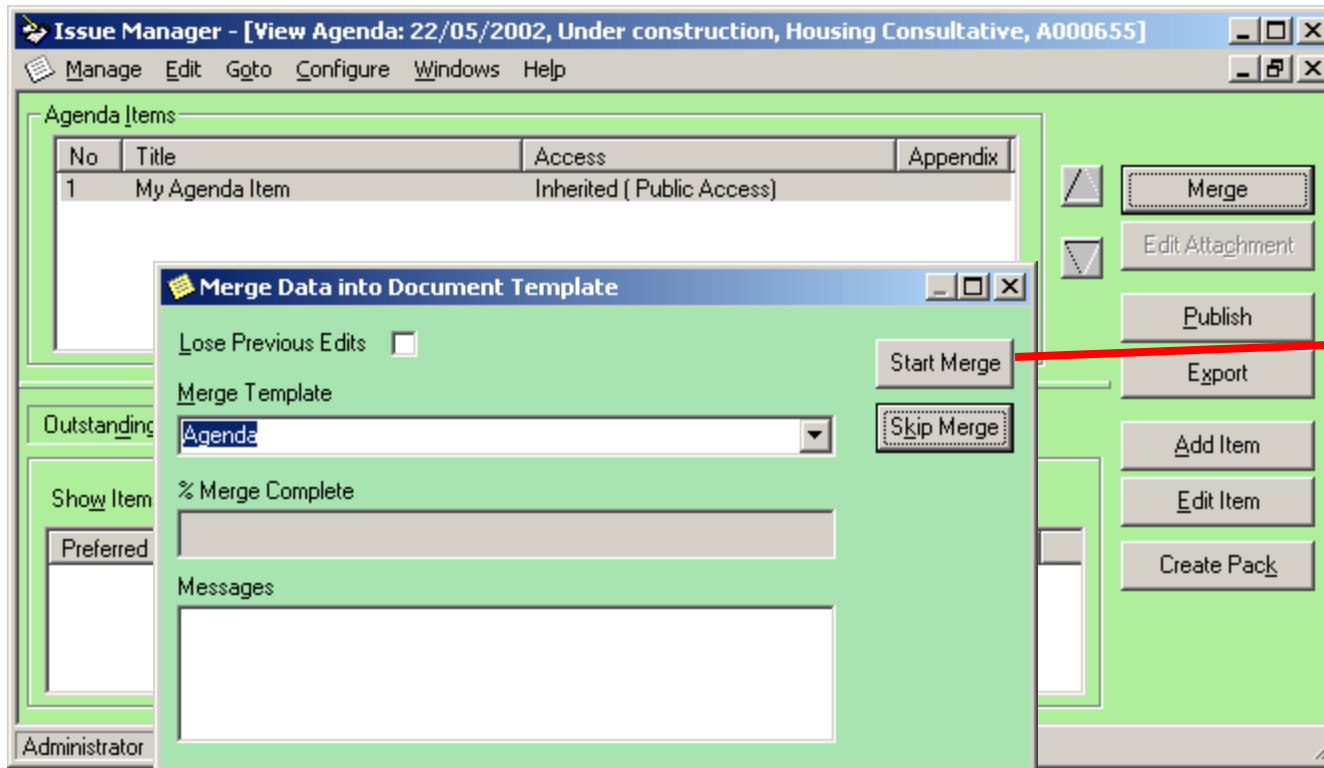 Issue Manager - [View Agenda: 22/05/2002, Under construction, Housing Consultative, A000655]
Manage Edit Goto Configure Windows Help
Agenda Items
No Title Access Appendix
1 My Agenda Item Inherited ( Public Access)
Merge
Edit Attachment
Publish
Export
Add Item
Edit Item
Create Pack
Outstanding
Show Item
Preferred
Merge Data into Document Template
Lose Previous Edits
Start Merge
Merge Template
Agenda
Skip Merge
% Merge Complete
Messages
Administrator